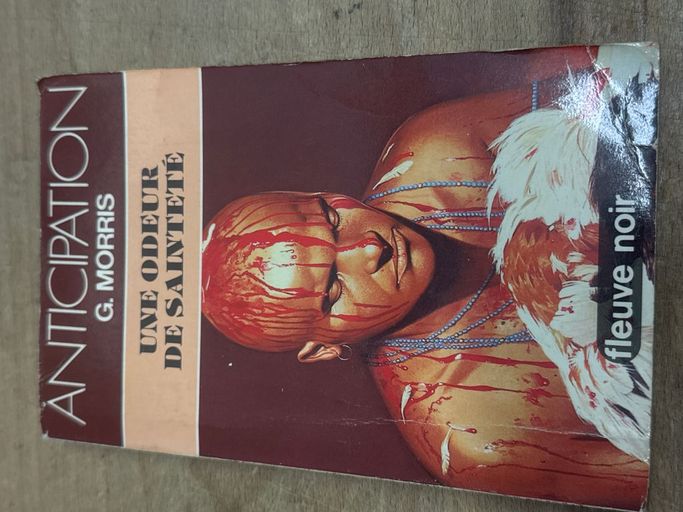 ANTICIPATION
G. MORRIS
UNE ODEUR
DE SAINTETÉ
fleuve noir